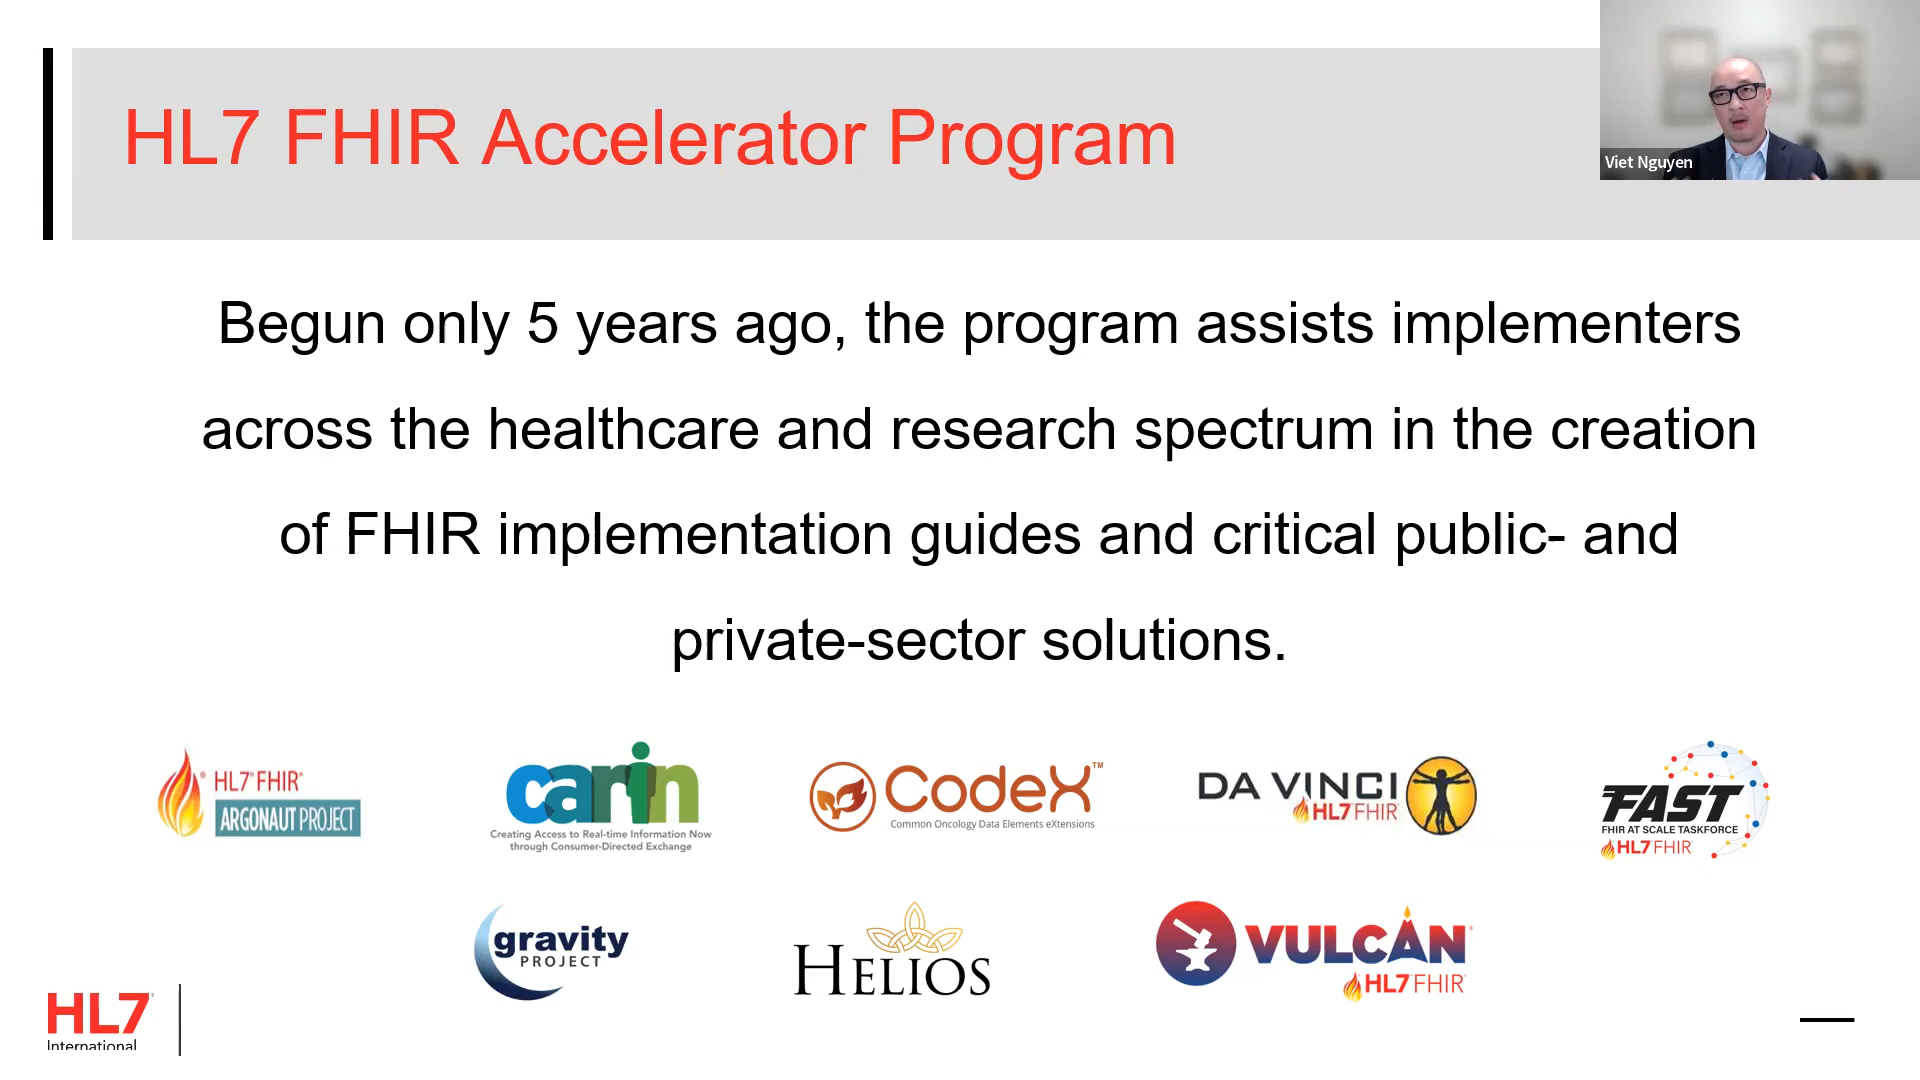 HL7 FHIR Accelerator Program
Viet Nguyen
Begun only 5 years ago, the program assists implementers
across the healthcare and research spectrum in the creation
of FHIR implementation guides and critical public- and
private-sector solutions.
HL7® FHIR®
ARGONAUT PROJECT
carin
Creating Access to Real-time Information Now
through Consumer-Directed Exchange
CodeX™
Common Oncology Data Elements eXtensions
DA VINCI
HL7 FHIR
FAST
FHIR AT SCALE TASKFORCE
HL7 FHIR
gravity
PROJECT
HELIOS
VULCAN®
HL7 FHIR
HL7®
International